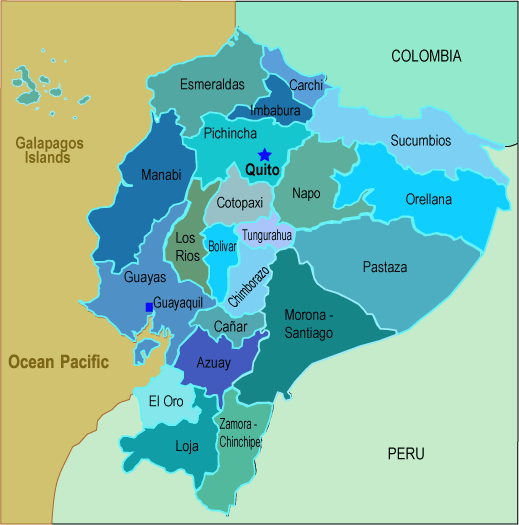 COLOMBIA
Esmeraldas
Carchi
Imbabura
Pichincha
Sucumbios
Galapagos
Islands
Quito
Manabi
Napo
Orellana
Cotopaxi
Los
Rios
Bolivar
Tungurahua
Pastaza
Guayas
Chimborazo
Guayaquil
Morona -
Santiago
Cañar
Ocean Pacific
Azuay
El Oro
Zamora -
Chinchipe
Loja
PERU